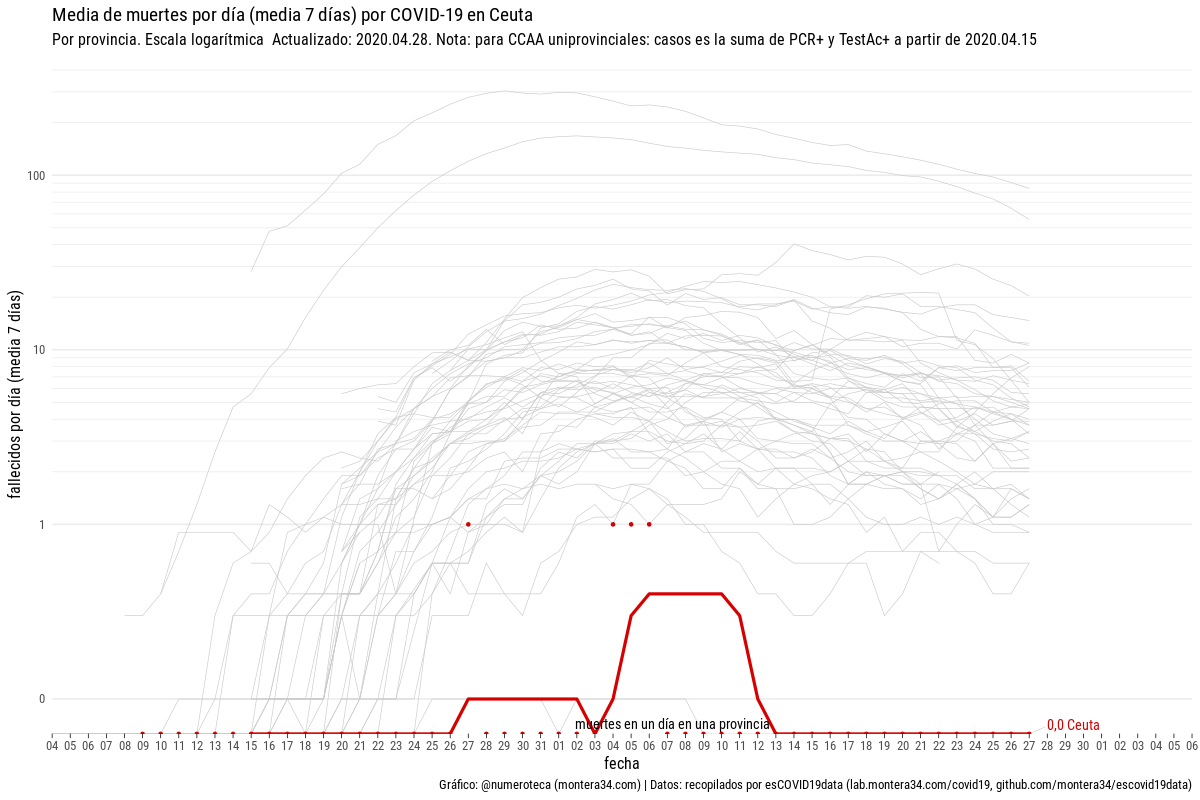 Media de muertes por día (media 7 días) por COVID-19 en Ceuta
Por provincia. Escala logarítmica  Actualizado: 2020.04.28. Nota: para CCAA uniprovinciales: casos es la suma de PCR+ y TestAc+ a partir de 2020.04.15
fallecidos por día (media  7 días)
100
10
1
0
muertes en un día en una provincia
0,0 Ceuta
04 05 06 07 08 09 10 11 12 13 14 15 16 17 18 19 20 21 22 23 24 25 26 27 28 29 30 31 01 02 03 04 05 06 07 08 09 10 11 12 13 14 15 16 17 18 19 20 21 22 23 24 25 26 27 28 29 30 01 02 03 04 05 06
fecha
Gráfico: @numeroteca (montera34.com) | Datos: recopilados por esCOVID19data (lab.montera34.com/covid19, github.com/montera34/escovid19data)